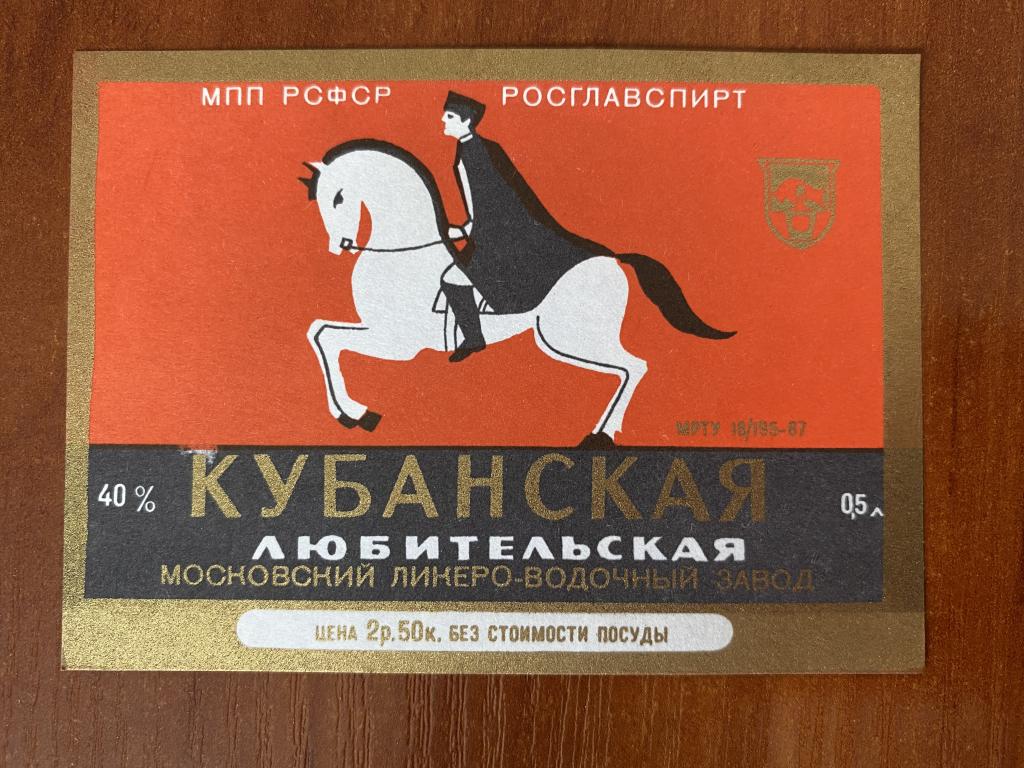 МПП РСФСР РОСГЛАВСПИРТ
МРТУ 18/195-67
КУБАНСКАЯ
40 % 0,5 л
ЛЮБИТЕЛЬСКАЯ
МОСКОВСКИЙ ЛИКЕРО-ВОДОЧНЫЙ ЗАВОД
ЦЕНА 2р.50к. БЕЗ СТОИМОСТИ ПОСУДЫ